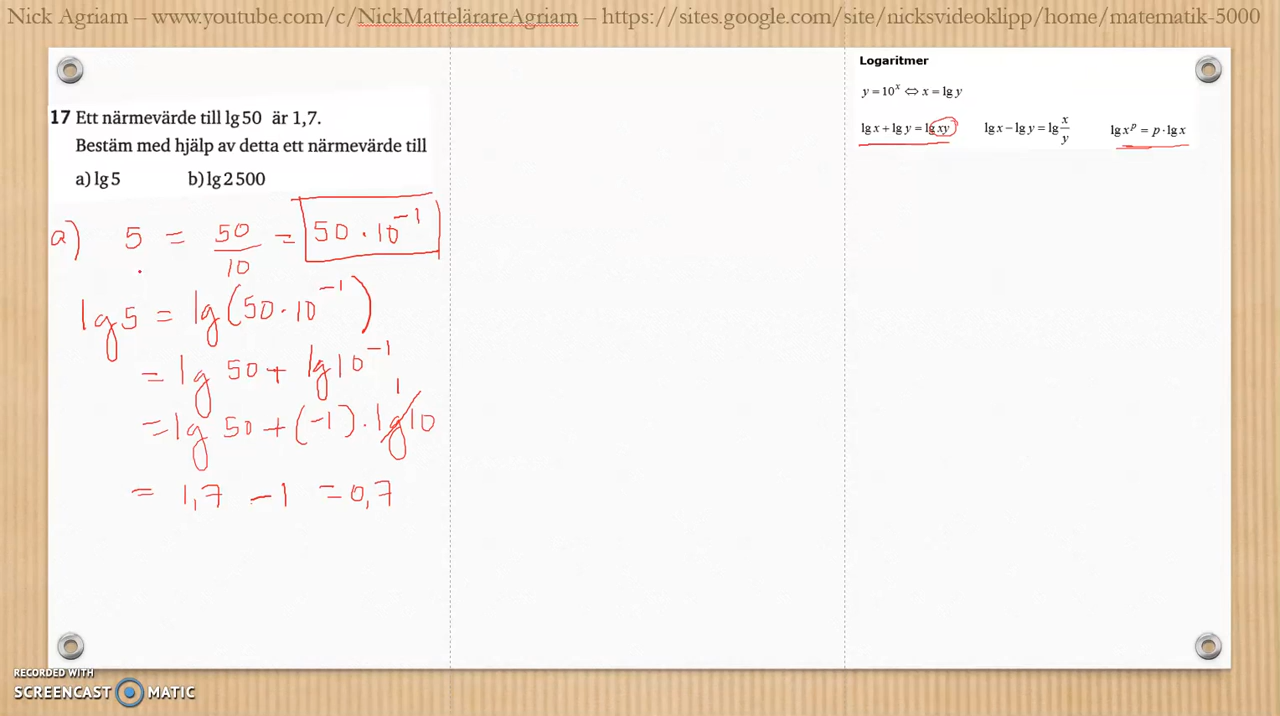 Nick Agriam – www.youtube.com/c/NickMattelärareAgriam – https://sites.google.com/site/nicksvideoklipp/home/matematik-5000
17 Ett närmevärde till lg 50 är 1,7.
Bestäm med hjälp av detta ett närmevärde till
a) lg 5 b) lg 2 500
a) 5 = 50/10 = 50 · 10^-1
lg 5 = lg(50 · 10^-1)
= lg 50 + lg 10^-1
1
= lg 50 + (-1) · lg 10
= 1,7 - 1 = 0,7
Logaritmer
y = 10^x ⇔ x = lg y
lg x + lg y = lg xy lg x − lg y = lg x/y lg x^p = p · lg x
RECORDED WITH
SCREENCAST MATIC